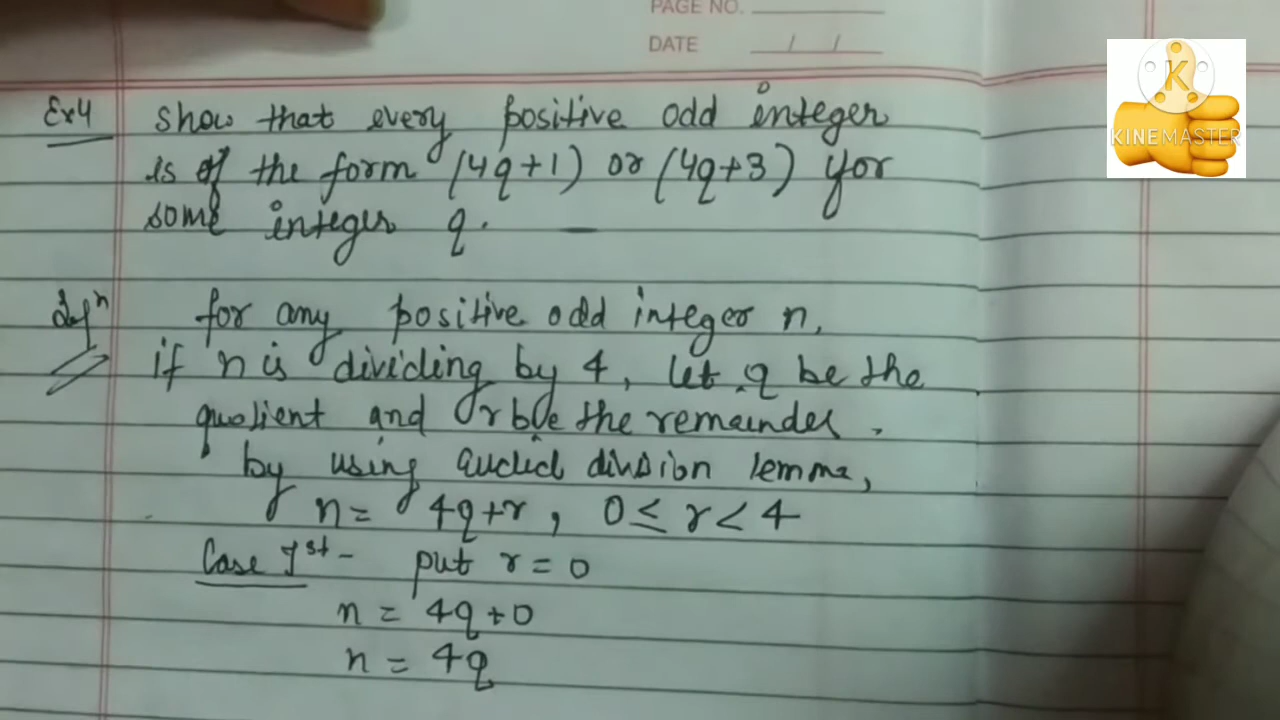 PAGE NO.
DATE / /
K
KINEMASTER
Ex4 show that every positive odd integer
is of the form (4q+1) or (4q+3) for
some integer q.
Solⁿ for any positive odd integer n,
if n is dividing by 4, let q be the
quotient and r be the remainder.
by using euclid division lemma,
n = 4q+r, 0 ≤ r < 4
Case Iˢᵗ - put r = 0
n = 4q+0
n = 4q